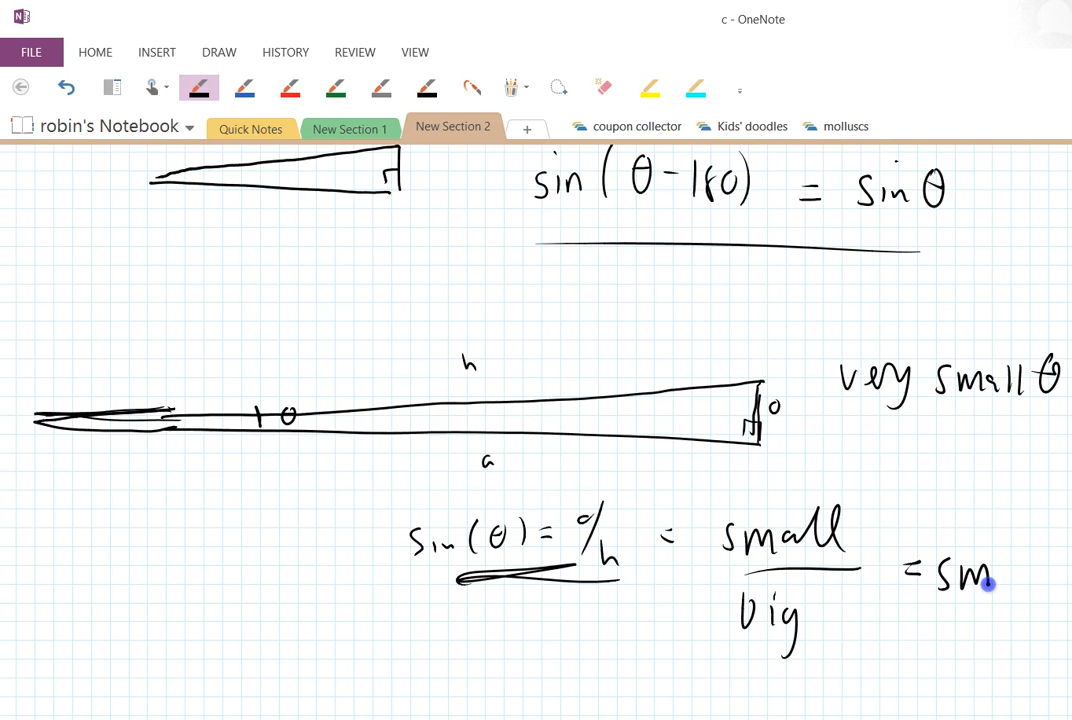 c - OneNote
FILE HOME INSERT DRAW HISTORY REVIEW VIEW
robin's Notebook Quick Notes New Section 1 New Section 2 + coupon collector Kids' doodles molluscs
sin(θ-180) = sinθ
h
very small θ
θ
o
a
sin(θ) = o/h = small/big = sm